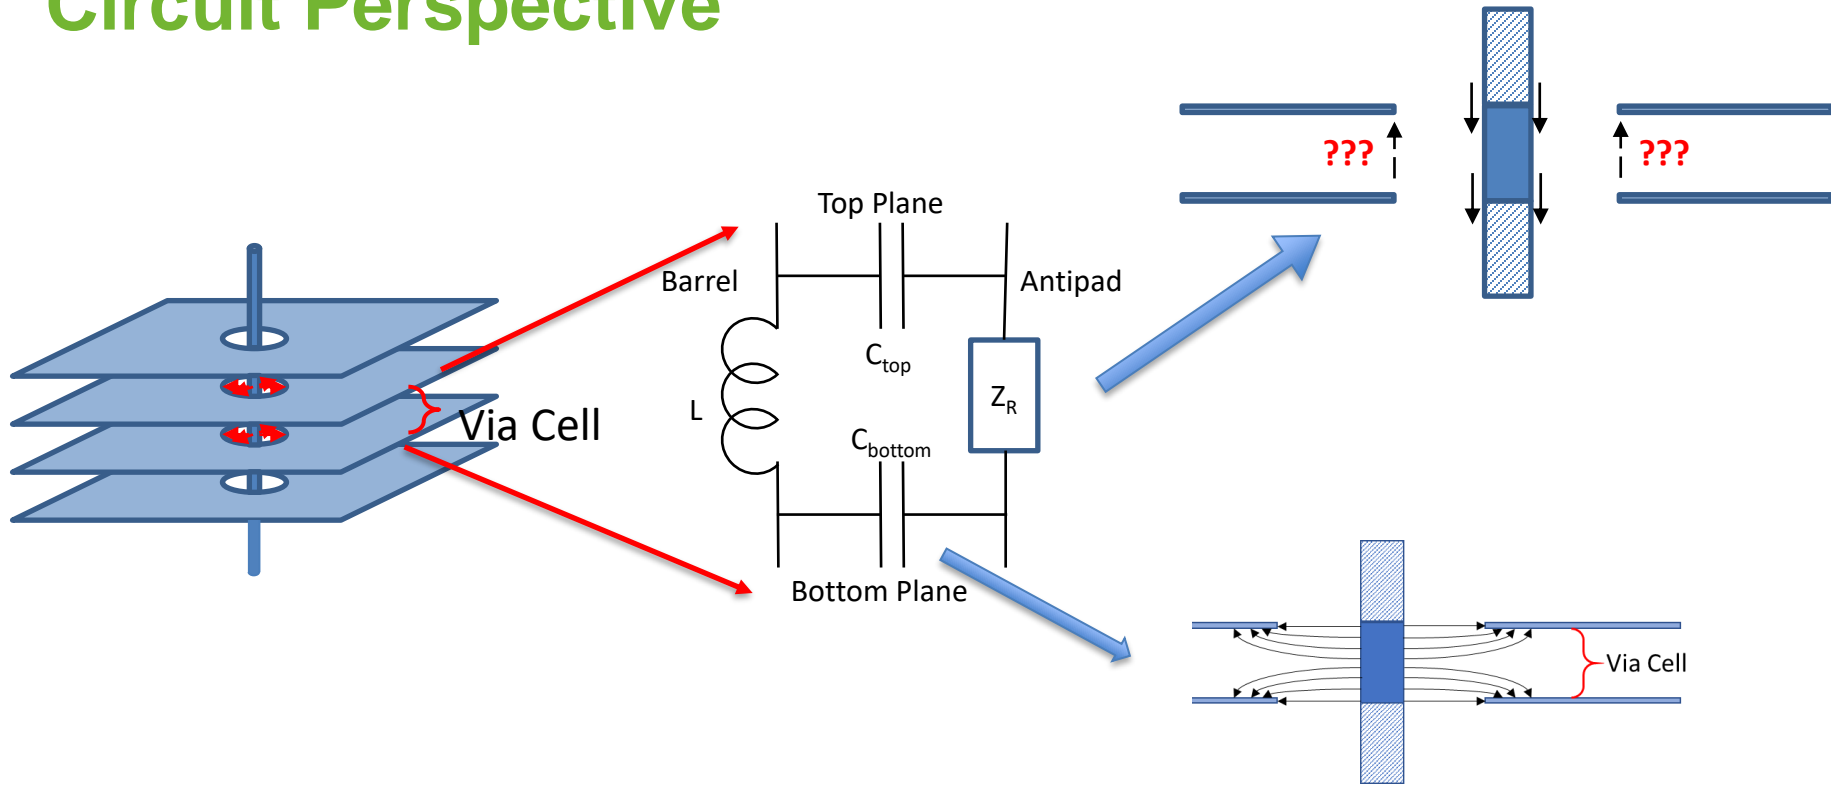 Circuit Perspective
??? ???
Top Plane
Barrel
Antipad
Ctop
ZR
L
Via Cell
Cbottom
Bottom Plane
Via Cell